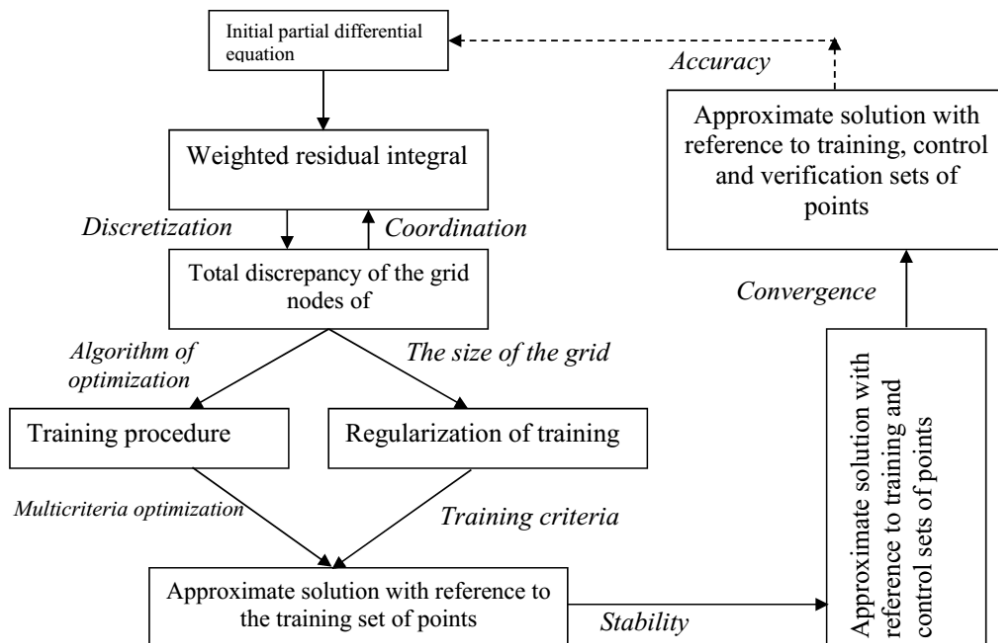 Initial partial differential
equation
Accuracy
Weighted residual integral
Approximate solution with
reference to training, control
and verification sets of
points
Discretization
Coordination
Total discrepancy of the grid
nodes of
Convergence
Algorithm of
optimization
The size of the grid
Training procedure
Regularization of training
Approximate solution with
reference to training and
control sets of points
Multicriteria optimization
Training criteria
Approximate solution with reference to
the training set of points
Stability